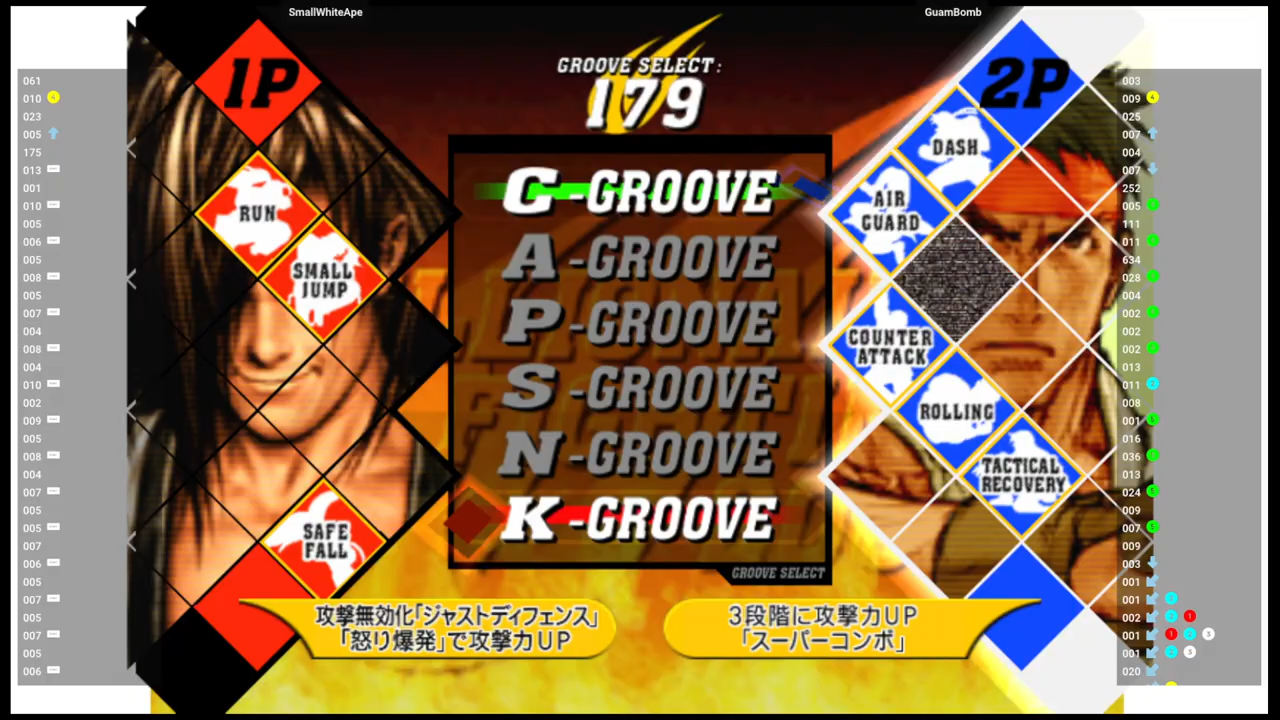 SmallWhiteApe
GuamBomb
1P
GROOVE SELECT:
179
2P
C-GROOVE
A-GROOVE
P-GROOVE
S-GROOVE
N-GROOVE
K-GROOVE
GROOVE SELECT
RUN
SMALL
JUMP
SAFE
FALL
DASH
AIR
GUARD
COUNTER
ATTACK
ROLLING
TACTICAL
RECOVERY
攻撃無効化「ジャストディフェンス」
「怒り爆発」で攻撃力UP
3段階に攻撃力UP
「スーパーコンボ」
061
010
023
005
175
013
001
010
005
006
005
008
005
007
004
008
004
010
002
009
005
008
004
007
005
005
007
006
005
007
005
007
005
006
003
009
025
007
004
007
252
005
111
011
634
028
004
002
002
002
013
011
008
001
016
036
013
024
009
007
009
003
001
001
002
001
001
020